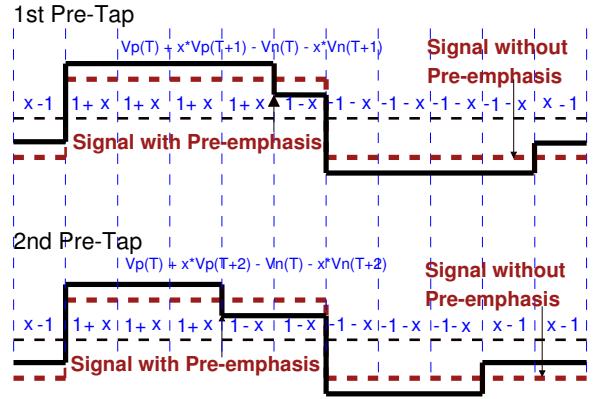 1st Pre-Tap
Vp(T) + x*Vp(T+1) - Vn(T) - x*Vn(T+1)
Signal without
Pre-emphasis
x - 1 1 + x 1 + x 1 + x 1 + x 1 - x -1 - x -1 - x -1 - x -1 - x x - 1
Signal with Pre-emphasis
2nd Pre-Tap
Vp(T) + x*Vp(T+2) - Vn(T) - x*Vn(T+2)
Signal without
Pre-emphasis
x - 1 1 + x 1 + x 1 + x 1 - x 1 - x -1 - x -1 - x -1 - x x - 1 x - 1
Signal with Pre-emphasis